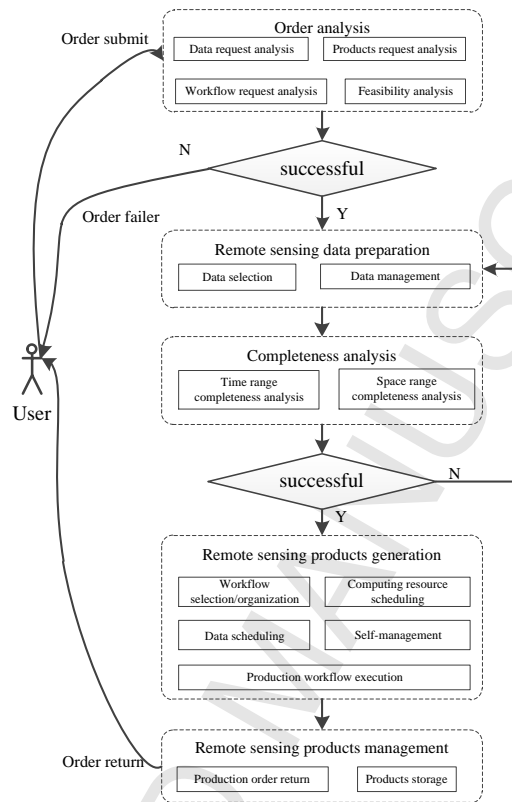 Order analysis
Order submit
Data request analysis
Products request analysis
Workflow request analysis
Feasibility analysis
N
successful
Order failer
Y
Remote sensing data preparation
Data selection
Data management
Completeness analysis
Time range
completeness analysis
Space range
completeness analysis
User
successful
N
Y
Remote sensing products generation
Workflow
selection/organization
Computing resource
scheduling
Data scheduling
Self-management
Production workflow execution
Remote sensing products management
Order return
Production order return
Products storage